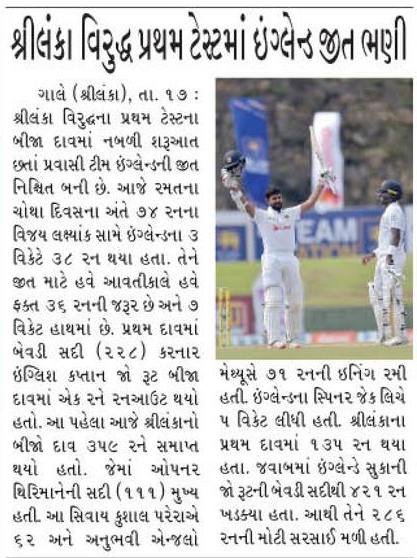 શ્રીલંકા વિરુદ્ધ પ્રથમ ટેસ્ટમાં ઇંગ્લેન્ડ જીત ભણી
ગાલે (શ્રીલંકા), તા. ૧૭ :
શ્રીલંકા વિરુદ્ધના પ્રથમ ટેસ્ટના
બીજા દાવમાં નબળી શરૂઆત
છતાં પ્રવાસી ટીમ ઇંગ્લેન્ડની જીત
નિશ્ચિત બની છે. આજે રમતના
ચોથા દિવસના અંતે ૭૪ રનના
વિજય લક્ષ્યાંક સામે ઇંગ્લેન્ડના ૩
વિકેટે ૩૮ રન થયા હતા. તેને
જીત માટે હવે આવતીકાલે હવે
ફક્ત ૩૬ રનની જરૂર છે અને ૭
વિકેટ હાથમાં છે. પ્રથમ દાવમાં
બેવડી સદી (૨૨૮) કરનાર
ઇંગ્લિશ કપ્તાન જો રૂટ બીજા
દાવમાં એક રને રનઆઉટ થયો
હતો. આ પહેલા આજે શ્રીલંકાનો
બીજો દાવ ૩૫૯ રને સમાપ્ત
થયો હતો. જેમાં ઓપનર
થિરિમાનેની સદી (૧૧૧) મુખ્ય
હતી. આ સિવાય કુશાલ પરેરાએ
૬૨ અને અનુભવી એન્જલો
મેથ્યૂસે ૭૧ રનની ઇનિંગ રમી
હતી. ઇંગ્લેન્ડના સ્પિનર જેક લિચે
૫ વિકેટ લીધી હતી. શ્રીલંકાના
પ્રથમ દાવમાં ૧૩૫ રન થયા
હતા. જવાબમાં ઇંગ્લેન્ડે સુકાની
જો રૂટની બેવડી સદીથી ૪૨૧ રન
ખડક્યા હતા. આથી તેને ૨૮૬
રનની મોટી સરસાઈ મળી હતી.
TEAM